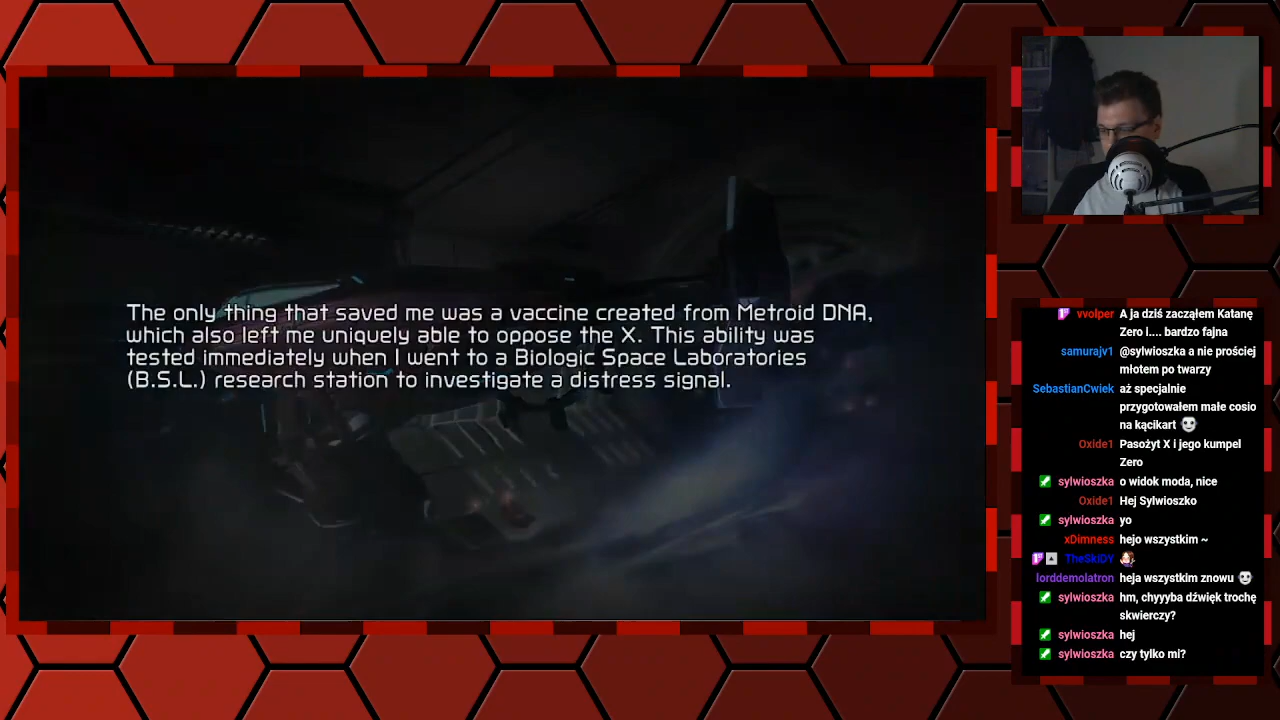 The only thing that saved me was a vaccine created from Metroid DNA,
which also left me uniquely able to oppose the X. This ability was
tested immediately when I went to a Biologic Space Laboratories
(B.S.L.) research station to investigate a distress signal.
vvolper A ja dziś zacząłem Katanę
Zero i.... bardzo fajna
samurajv1 @sylwioszka a nie prościej
młotem po twarzy
SebastianCwiek aż specjalnie
przygotowałem małe cosio
na kącikart
Oxide1 Pasożyt X i jego kumpel
Zero
sylwioszka o widok moda, nice
Oxide1 Hej Sylwioszko
sylwioszka yo
xDimness hejo wszystkim ~
TheSkiDY
lorddemolatron heja wszystkim znowu
sylwioszka hm, chyyyba dźwięk trochę
skwierczy?
sylwioszka hej
sylwioszka czy tylko mi?